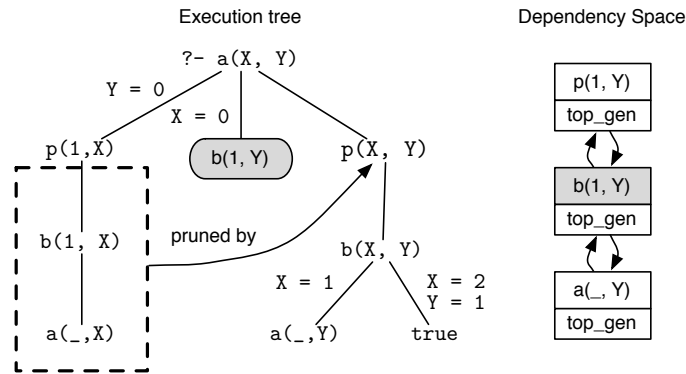 Execution tree
Dependency Space
?- a(X, Y)
Y = 0
X = 0
p(1,X)
b(1, Y)
p(X, Y)
b(1, X)
pruned by
b(X, Y)
X = 1
X = 2
Y = 1
a(_,X)
a(_,Y)
true
p(1, Y)
top_gen
b(1, Y)
top_gen
a(_, Y)
top_gen